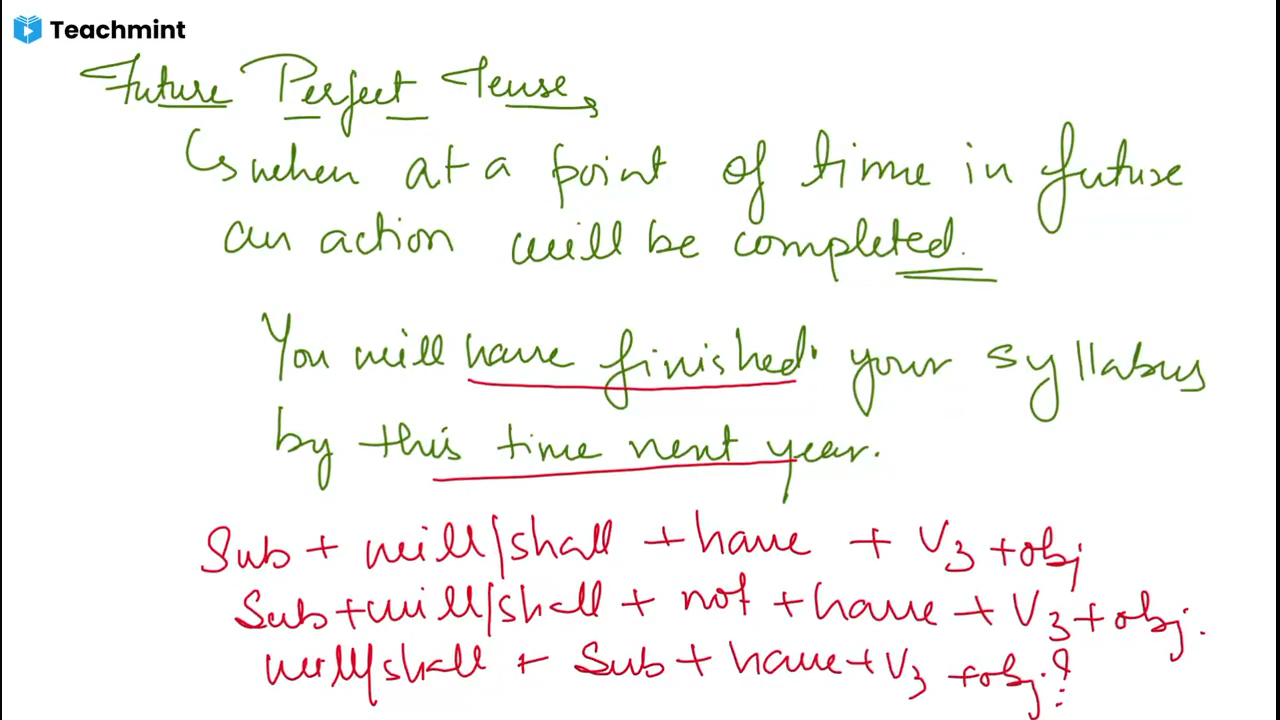 Teachmint
Future Perfect Tense,
↳ when at a point of time in future
an action will be completed.
You will have finished your syllabus
by this time next year.
Sub + will/shall + have + V3 + obj
Sub + will/shall + not + have + V3 + obj.
will/shall + Sub + have + V3 + obj?